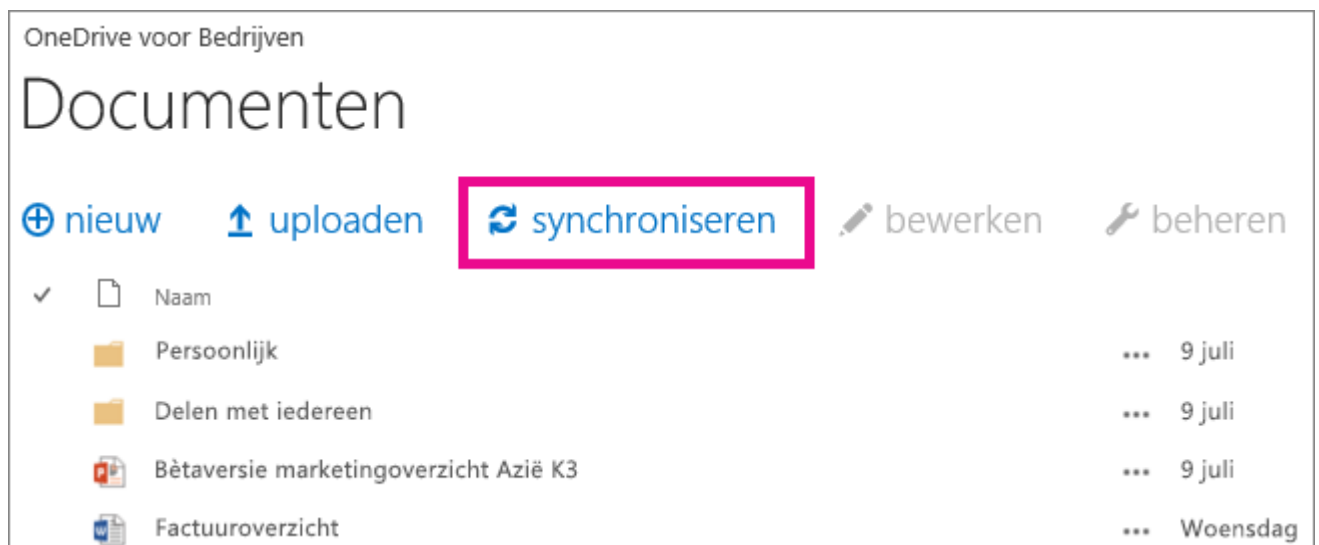 OneDrive voor Bedrijven
Documenten
nieuw uploaden synchroniseren bewerken beheren
Naam
Persoonlijk ... 9 juli
Delen met iedereen ... 9 juli
Bètaversie marketingoverzicht Azië K3 ... 9 juli
Factuuroverzicht ... Woensdag